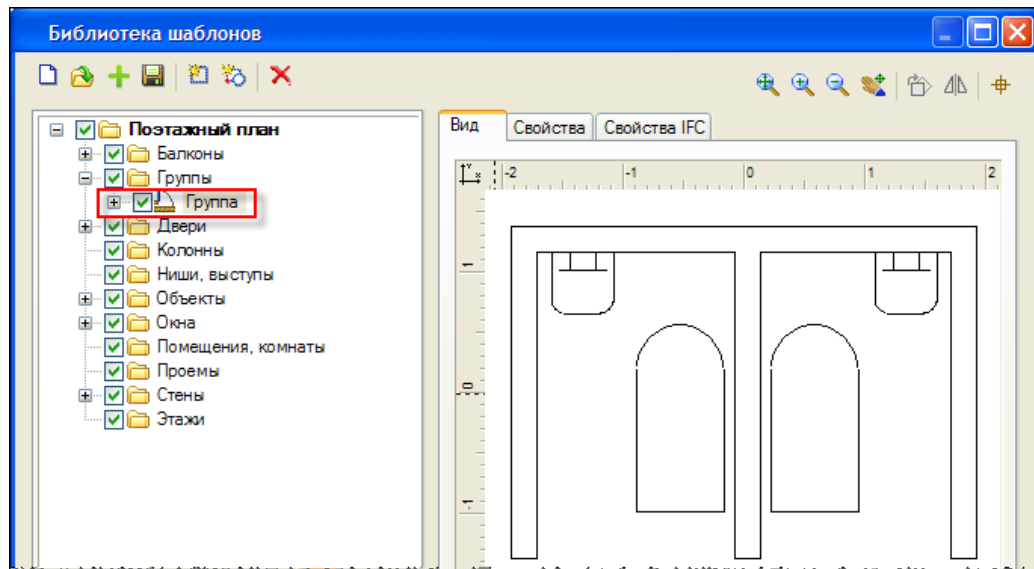 Библиотека шаблонов
Поэтажный план
Балконы
Группы
Группа
Двери
Колонны
Ниши, выступы
Объекты
Окна
Помещения, комнаты
Проемы
Стены
Этажи
Вид Свойства Свойства IFC
Y x -2 -1 0 1 2
1
0
-1